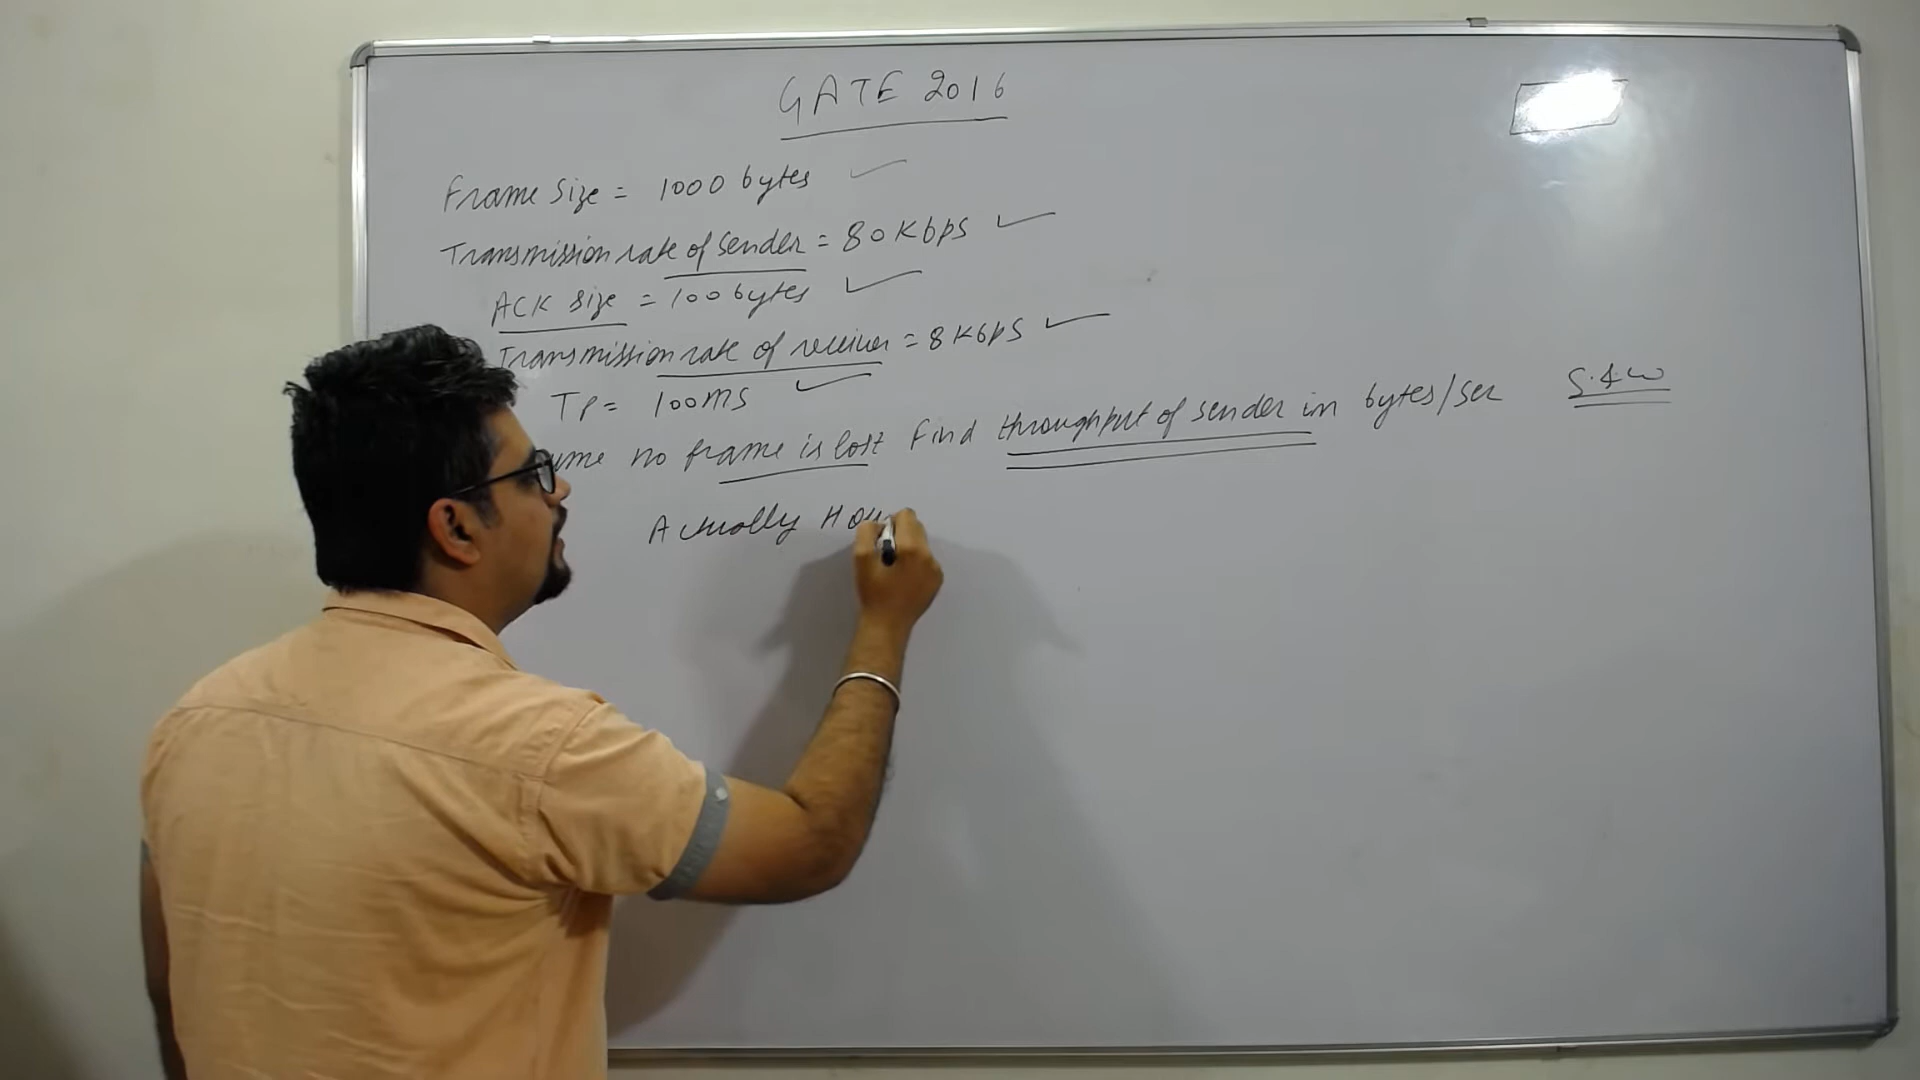 GATE 2016
Frame Size = 1000 bytes
Transmission rate of Sender = 80 Kbps
ACK size = 100 bytes
Transmission rate of receiver = 8 Kbps
TP = 100 ms
ume no frame is lost Find throughput of sender in bytes/sec S.&W
Actually How